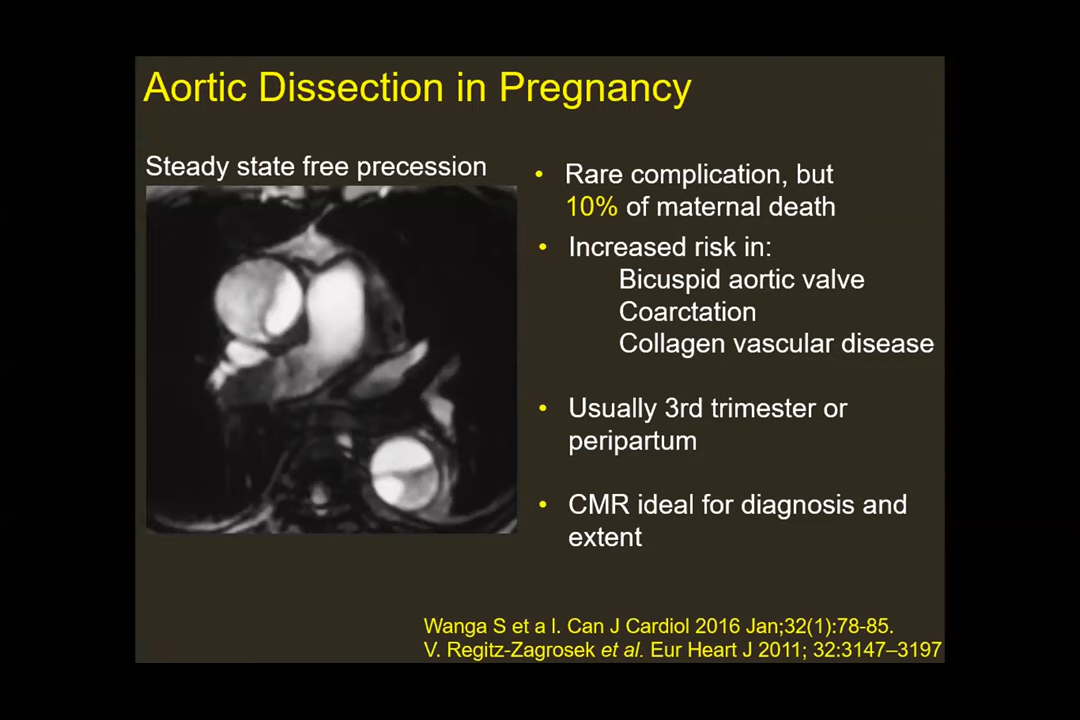 Aortic Dissection in Pregnancy
Steady state free precession
• Rare complication, but
10% of maternal death
• Increased risk in:
Bicuspid aortic valve
Coarctation
Collagen vascular disease
• Usually 3rd trimester or
peripartum
• CMR ideal for diagnosis and
extent
Wanga S et a l. Can J Cardiol 2016 Jan;32(1):78-85.
V. Regitz-Zagrosek et al. Eur Heart J 2011; 32:3147–3197